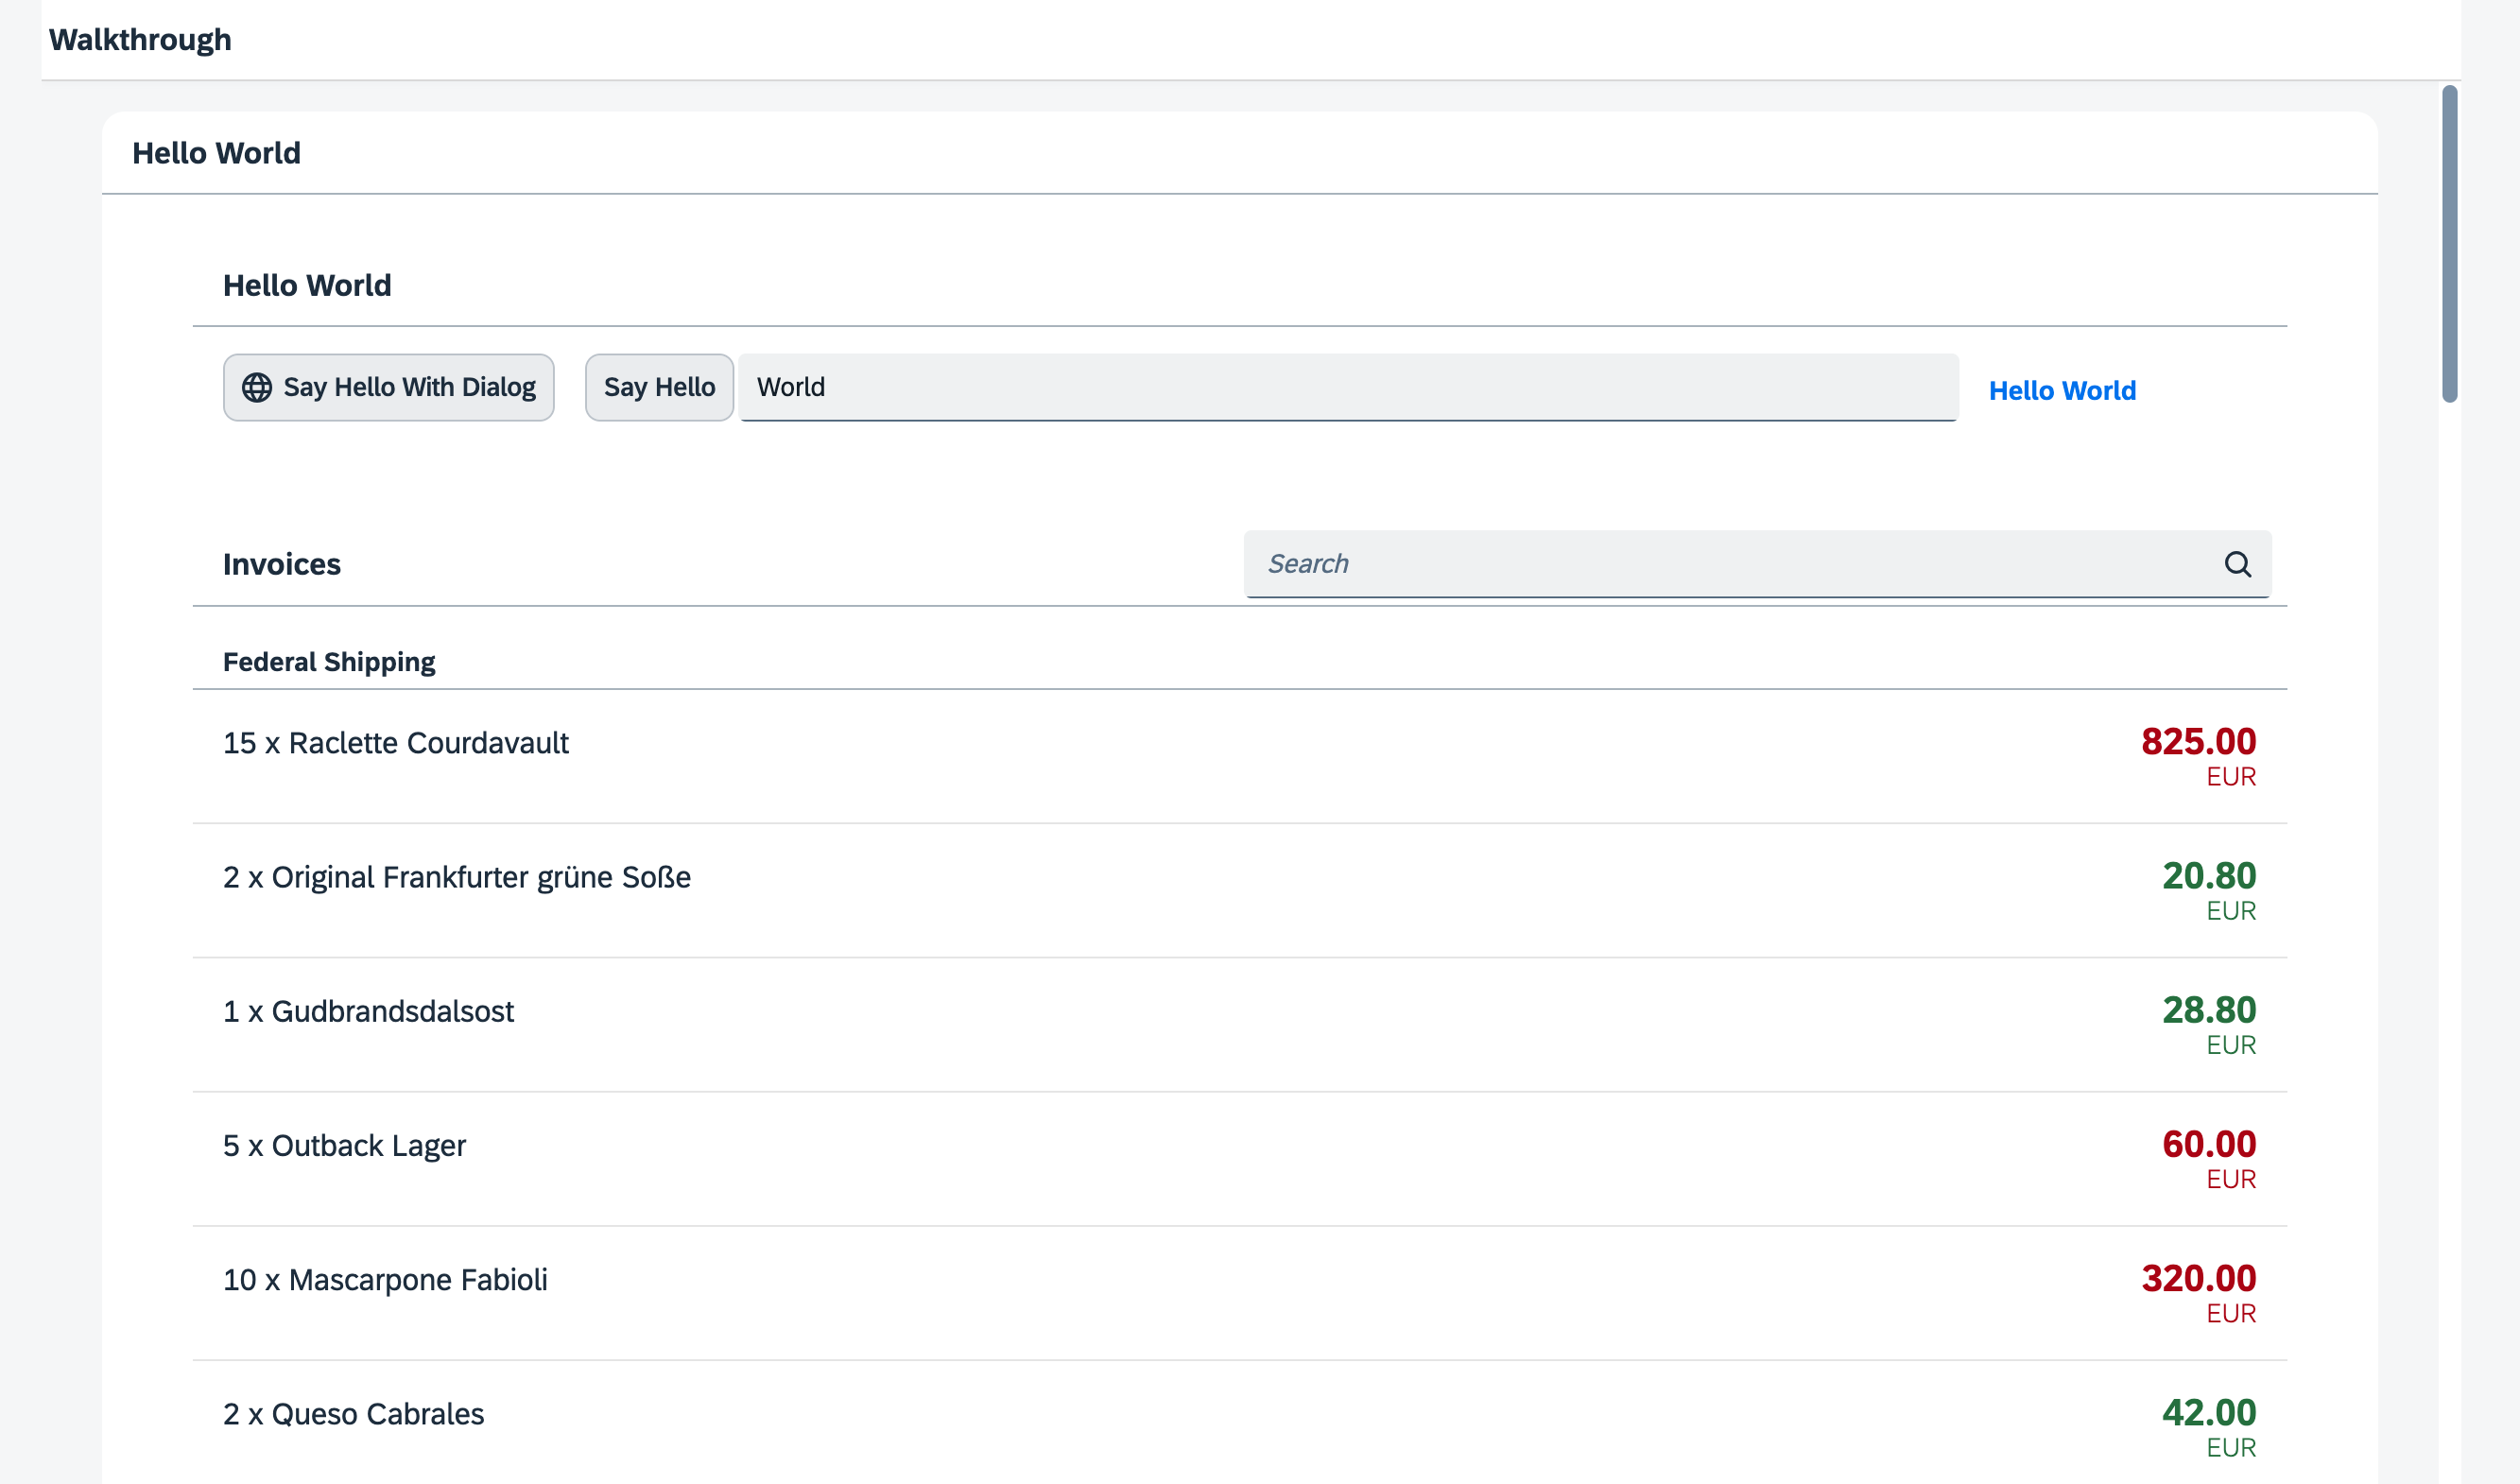 Walkthrough
Hello World
Hello World
Say Hello With Dialog Say Hello World Hello World
Invoices Search
Federal Shipping
15 x Raclette Courdavault 825.00
EUR
2 x Original Frankfurter grüne Soße 20.80
EUR
1 x Gudbrandsdalsost 28.80
EUR
5 x Outback Lager 60.00
EUR
10 x Mascarpone Fabioli 320.00
EUR
2 x Queso Cabrales 42.00
EUR